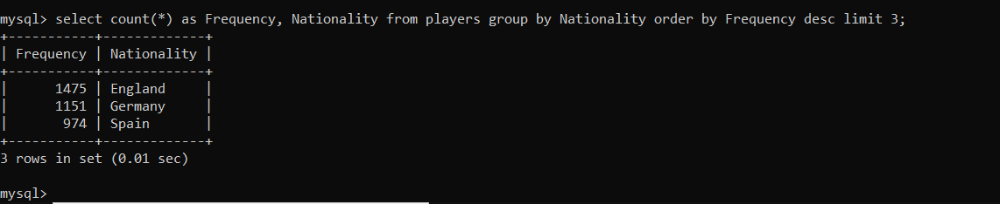 mysql> select count(*) as Frequency, Nationality from players group by Nationality order by Frequency desc limit 3;
+-----------+-------------+
| Frequency | Nationality |
+-----------+-------------+
|      1475 | England     |
|      1151 | Germany     |
|       974 | Spain       |
+-----------+-------------+
3 rows in set (0.01 sec)
mysql>